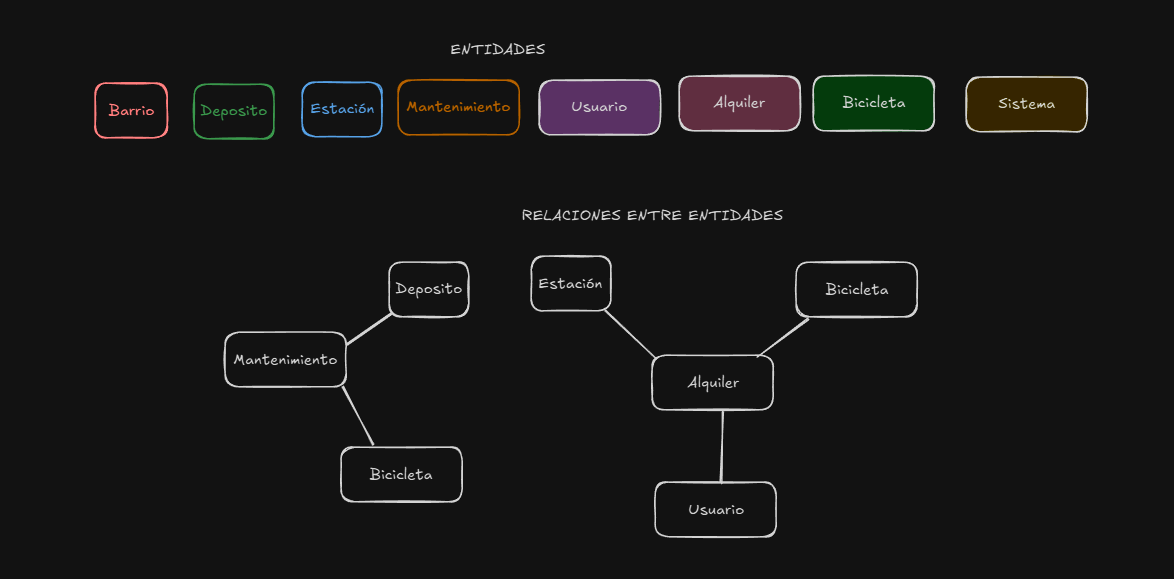 ENTIDADES
Barrio
Deposito
Estación
Mantenimiento
Usuario
Alquiler
Bicicleta
Sistema
RELACIONES ENTRE ENTIDADES
Deposito
Estación
Bicicleta
Mantenimiento
Alquiler
Bicicleta
Usuario